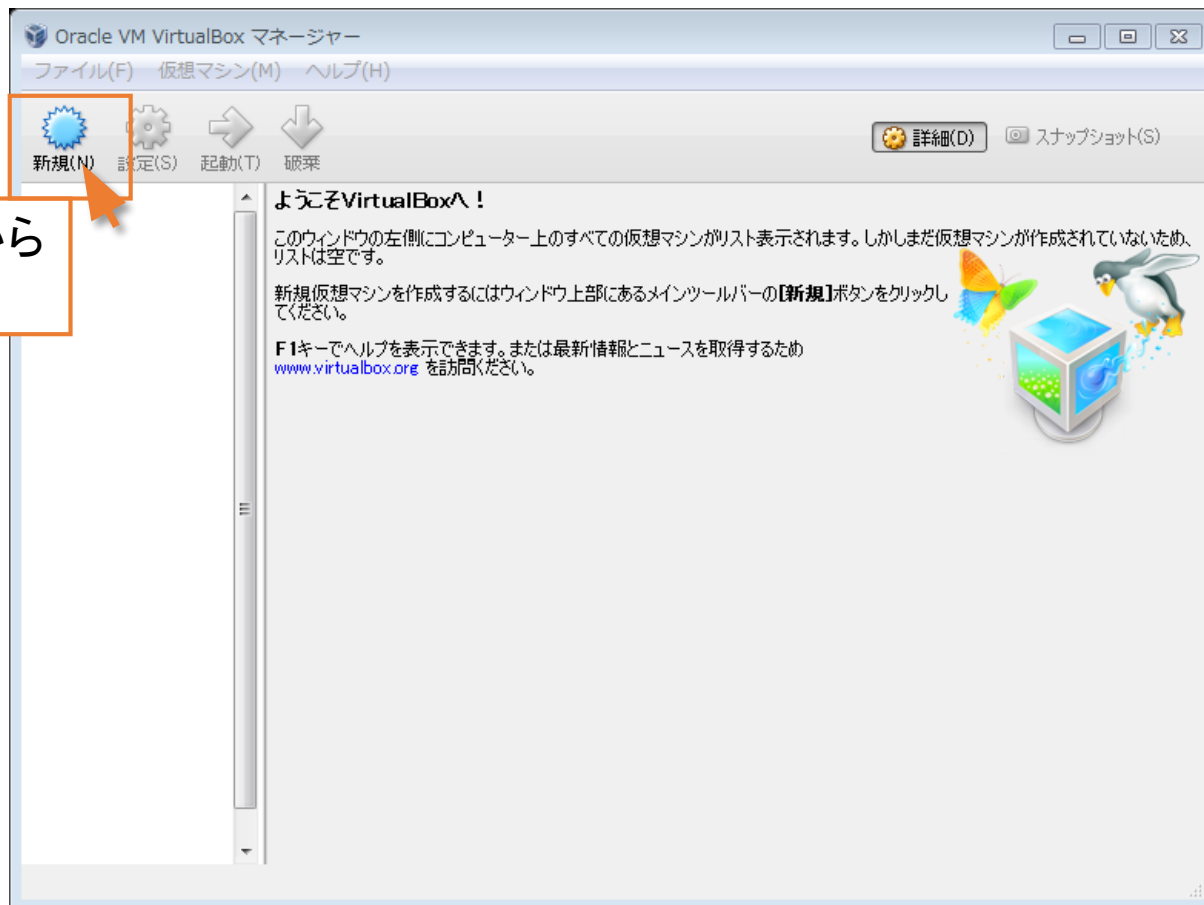 Oracle VM VirtualBox マネージャー
ファイル(F) 仮想マシン(M) ヘルプ(H)
新規(N) 設定(S) 起動(T) 破棄
詳細(D) スナップショット(S)
から
ようこそVirtualBoxへ！
このウィンドウの左側にコンピューター上のすべての仮想マシンがリスト表示されます。しかしまだ仮想マシンが作成されていないため、
リストは空です。
新規仮想マシンを作成するにはウィンドウ上部にあるメインツールバーの[新規]ボタンをクリックし
てください。
F1キーでヘルプを表示できます。または最新情報とニュースを取得するため
www.virtualbox.org を訪問ください。